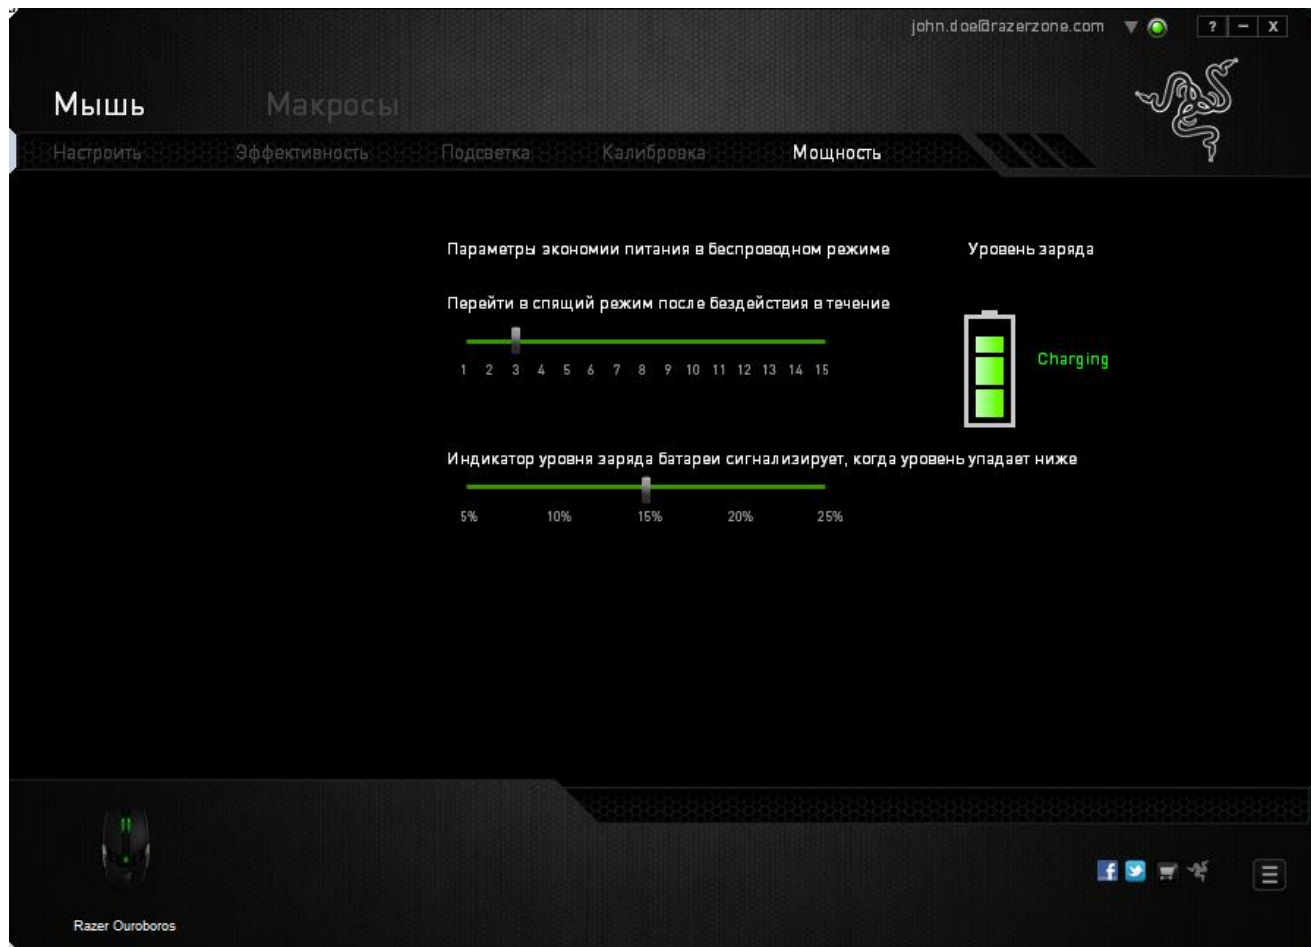 john.doe@razerzone.com
? – X
Мышь Макросы
Настроить Эффективность Подсветка Калибровка Мощность
Параметры экономии питания в беспроводном режиме Уровень заряда
Перейти в спящий режим после бездействия в течение
Charging
1 2 3 4 5 6 7 8 9 10 11 12 13 14 15
Индикатор уровня заряда батареи сигнализирует, когда уровень упадает ниже
5% 10% 15% 20% 25%
Razer Ouroboros